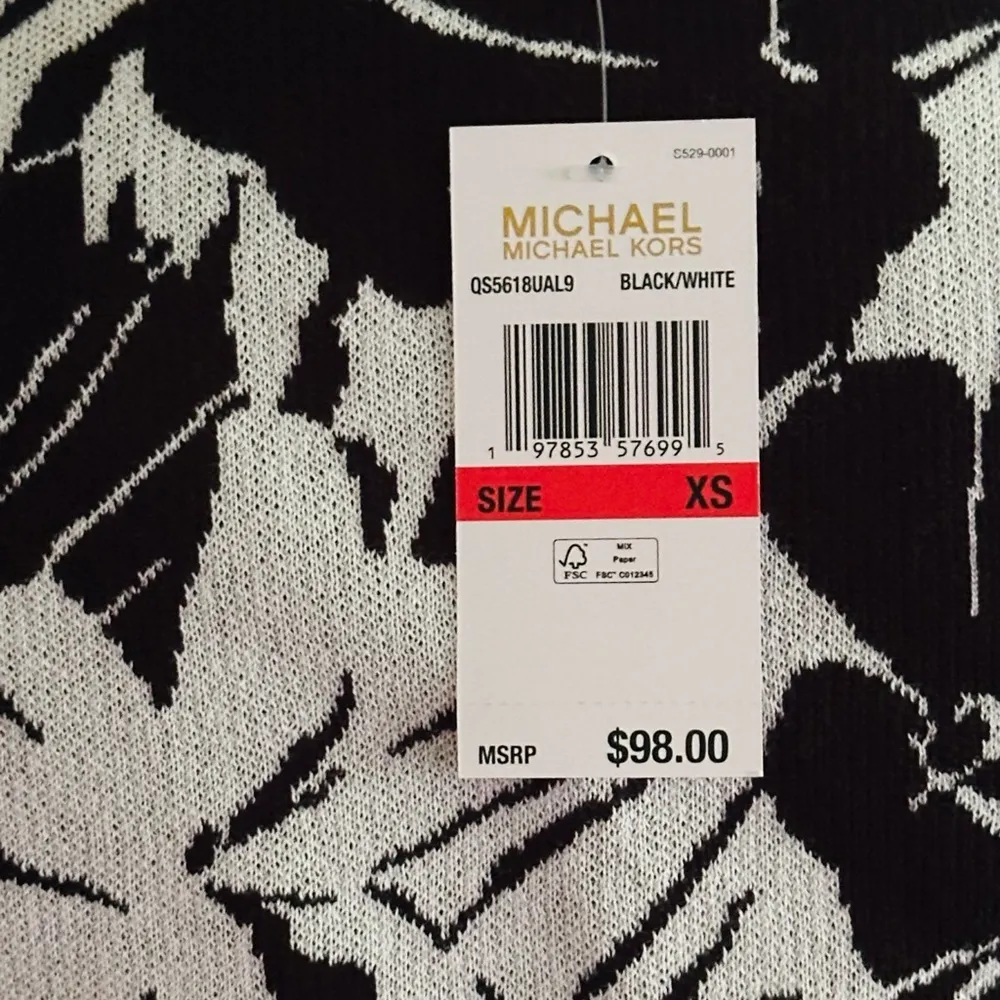 S529-0001
MICHAEL
MICHAEL KORS
QS5618UAL9 BLACK/WHITE
1 97853 57699 5
SIZE XS
MIX
Paper
FSC FSC™ C012345
MSRP $98.00